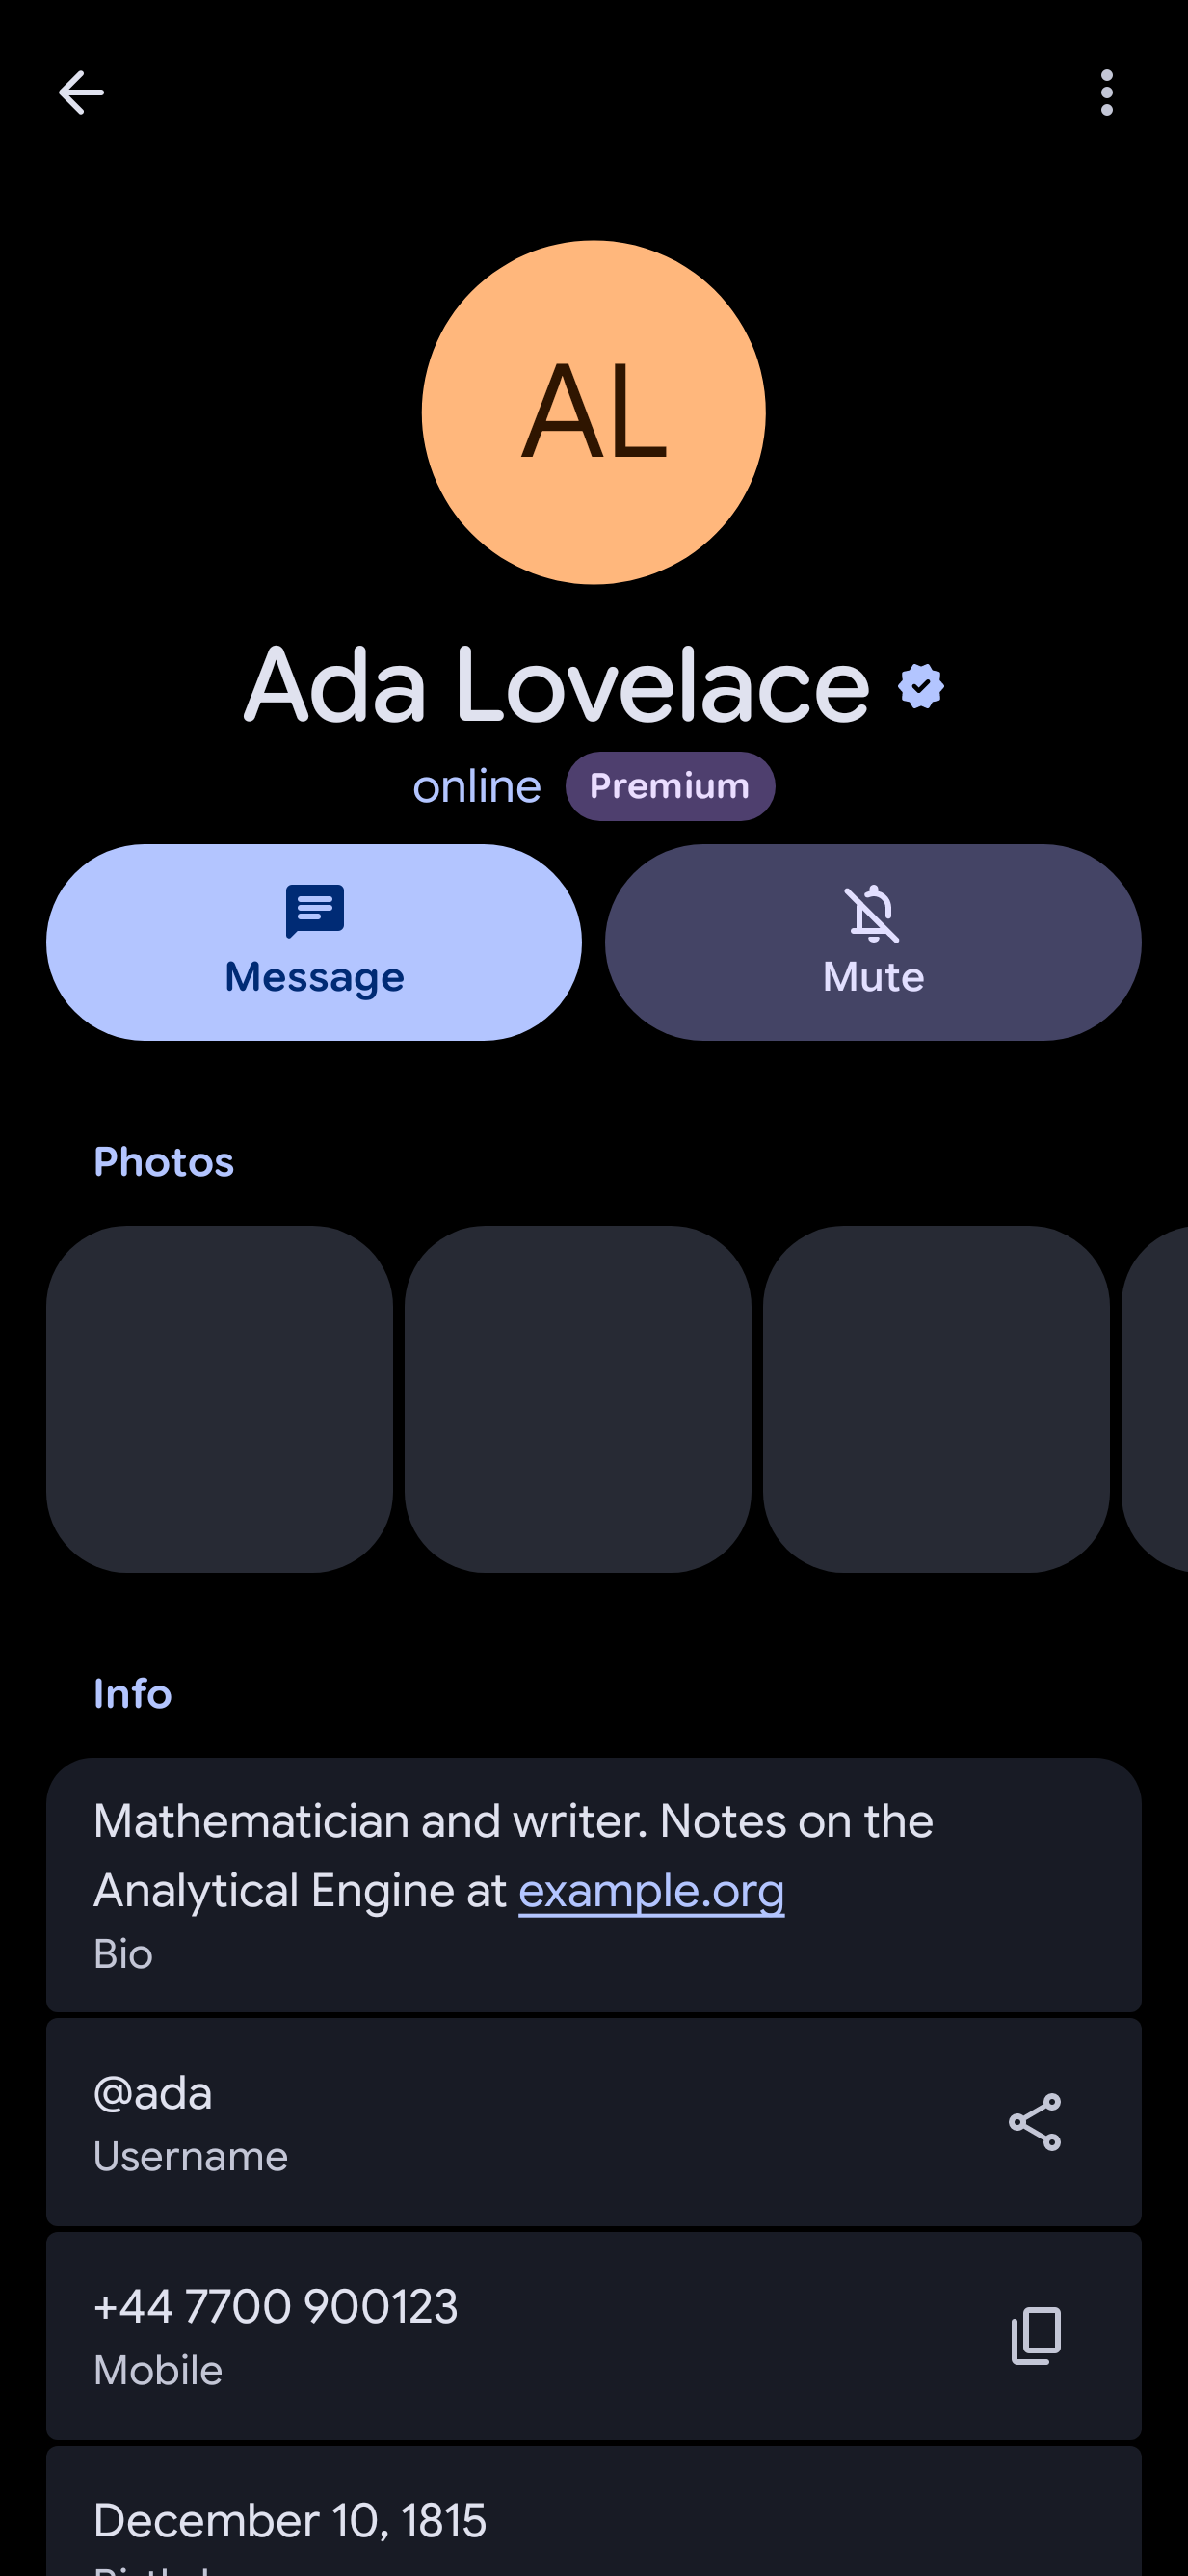 AL
Ada Lovelace
online Premium
Message
Mute
Photos
Info
Mathematician and writer. Notes on the
Analytical Engine at example.org
Bio
@ada
Username
+44 7700 900123
Mobile
December 10, 1815